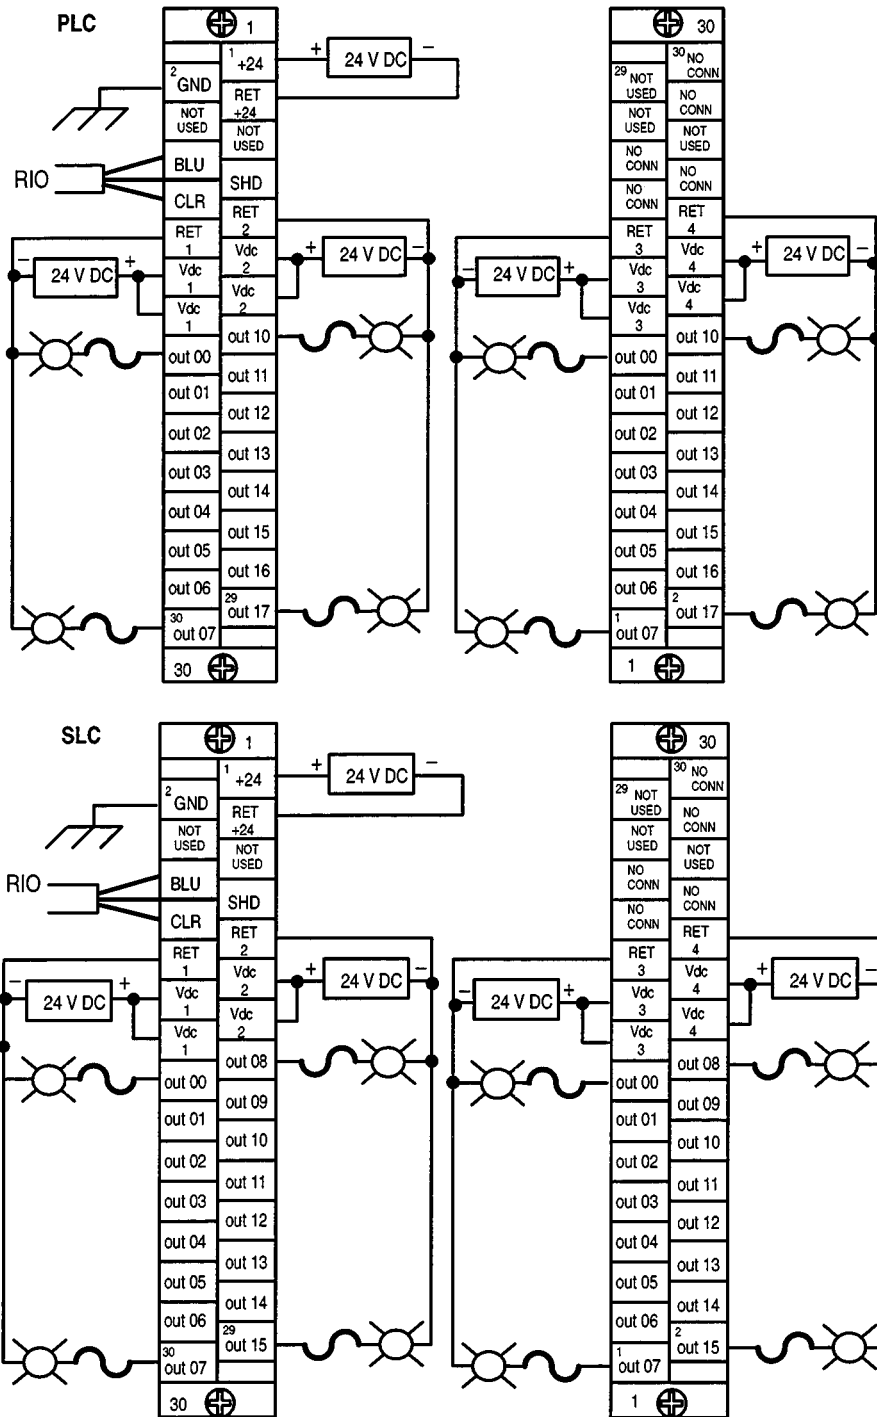 PLC
1
1 +24
+ 24 V DC −
2 GND
RET +24
NOT USED
NOT USED
RIO
BLU
SHD
CLR
RET 2
RET 1
Vdc 2
+ 24 V DC −
− 24 V DC +
Vdc 1
Vdc 2
Vdc 1
out 10
out 00
out 11
out 01
out 12
out 02
out 13
out 03
out 14
out 04
out 15
out 05
out 16
out 06
29 out 17
30 out 07
30
30
30 NO CONN
29 NOT USED
NO CONN
NOT USED
NOT USED
NO CONN
NO CONN
NO CONN
RET 4
RET 3
Vdc 4
+ 24 V DC −
− 24 V DC +
Vdc 3
Vdc 4
Vdc 3
out 10
out 00
out 11
out 01
out 12
out 02
out 13
out 03
out 14
out 04
out 15
out 05
out 16
out 06
2 out 17
1 out 07
1
SLC
1
1 +24
+ 24 V DC −
2 GND
RET +24
NOT USED
NOT USED
RIO
BLU
SHD
CLR
RET 2
RET 1
Vdc 2
+ 24 V DC −
− 24 V DC +
Vdc 1
Vdc 2
Vdc 1
out 08
out 00
out 09
out 01
out 10
out 02
out 11
out 03
out 12
out 04
out 13
out 05
out 14
out 06
29 out 15
30 out 07
30
30
30 NO CONN
29 NOT USED
NO CONN
NOT USED
NOT USED
NO CONN
NO CONN
NO CONN
RET 4
RET 3
Vdc 4
+ 24 V DC −
− 24 V DC +
Vdc 3
Vdc 4
Vdc 3
out 08
out 00
out 09
out 01
out 10
out 02
out 11
out 03
out 12
out 04
out 13
out 05
out 14
out 06
2 out 15
1 out 07
1